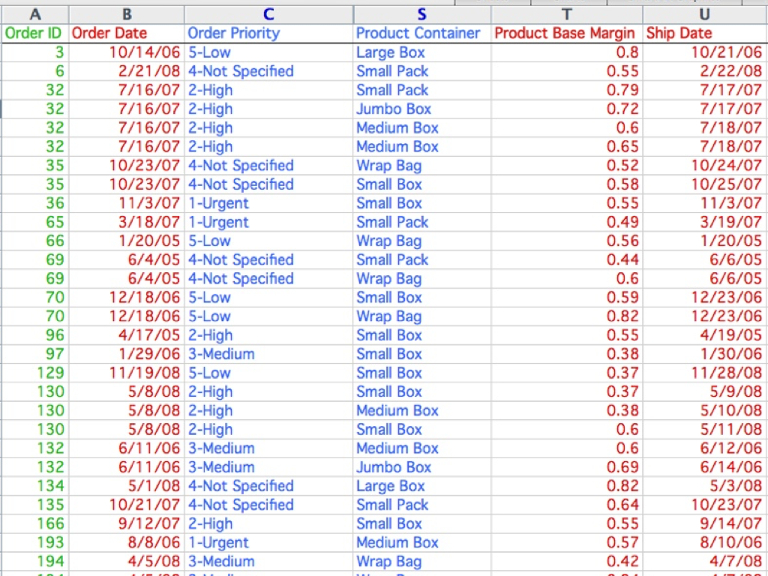 A B C S T U
Order ID Order Date Order Priority Product Container Product Base Margin Ship Date
3 10/14/06 5-Low Large Box 0.8 10/21/06
6 2/21/08 4-Not Specified Small Pack 0.55 2/22/08
32 7/16/07 2-High Small Pack 0.79 7/17/07
32 7/16/07 2-High Jumbo Box 0.72 7/17/07
32 7/16/07 2-High Medium Box 0.6 7/18/07
32 7/16/07 2-High Medium Box 0.65 7/18/07
35 10/23/07 4-Not Specified Wrap Bag 0.52 10/24/07
35 10/23/07 4-Not Specified Small Box 0.58 10/25/07
36 11/3/07 1-Urgent Small Box 0.55 11/3/07
65 3/18/07 1-Urgent Small Pack 0.49 3/19/07
66 1/20/05 5-Low Wrap Bag 0.56 1/20/05
69 6/4/05 4-Not Specified Small Pack 0.44 6/6/05
69 6/4/05 4-Not Specified Wrap Bag 0.6 6/6/05
70 12/18/06 5-Low Small Box 0.59 12/23/06
70 12/18/06 5-Low Wrap Bag 0.82 12/23/06
96 4/17/05 2-High Small Box 0.55 4/19/05
97 1/29/06 3-Medium Small Box 0.38 1/30/06
129 11/19/08 5-Low Small Box 0.37 11/28/08
130 5/8/08 2-High Small Box 0.37 5/9/08
130 5/8/08 2-High Medium Box 0.38 5/10/08
130 5/8/08 2-High Small Box 0.6 5/11/08
132 6/11/06 3-Medium Medium Box 0.6 6/12/06
132 6/11/06 3-Medium Jumbo Box 0.69 6/14/06
134 5/1/08 4-Not Specified Large Box 0.82 5/3/08
135 10/21/07 4-Not Specified Small Pack 0.64 10/23/07
166 9/12/07 2-High Small Box 0.55 9/14/07
193 8/8/06 1-Urgent Medium Box 0.57 8/10/06
194 4/5/08 3-Medium Wrap Bag 0.42 4/7/08